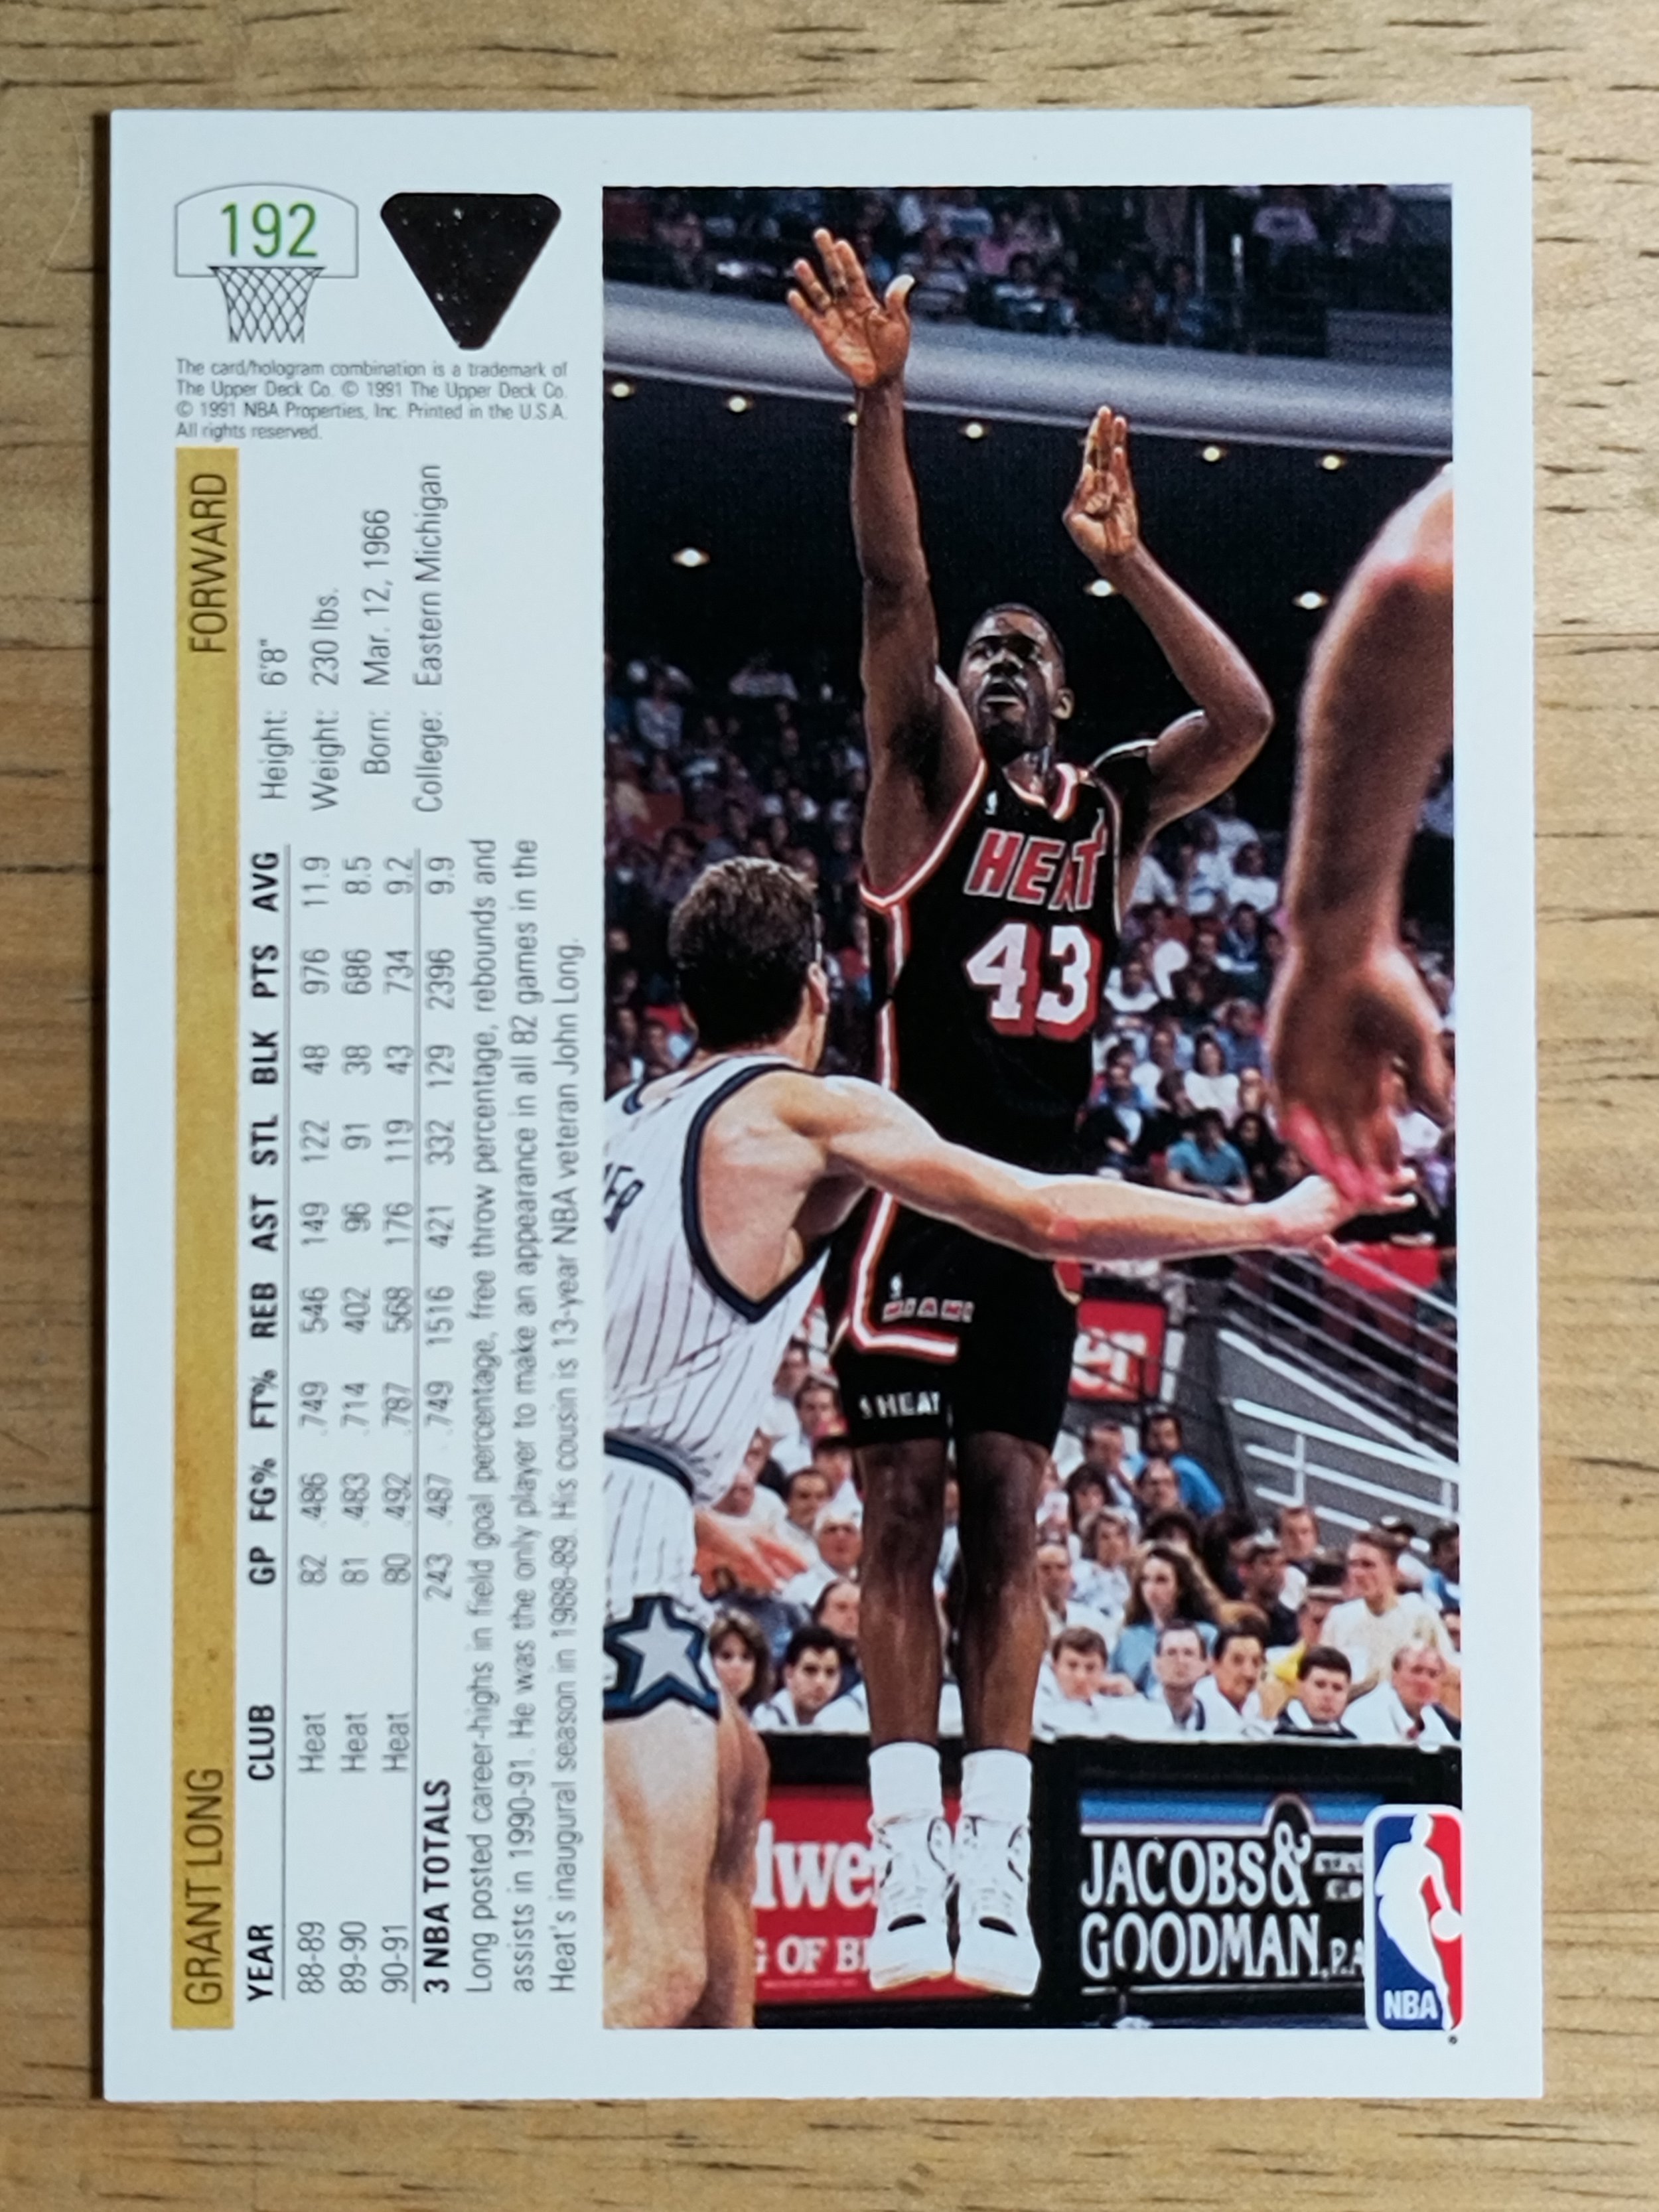 192
The card/hologram combination is a trademark of
The Upper Deck Co. © 1991 The Upper Deck Co.
© 1991 NBA Properties, Inc. Printed in the U.S.A.
All rights reserved.
GRANT LONG FORWARD
YEAR CLUB GP FG% FT% REB AST STL BLK PTS AVG
88-89 Heat 82 .486 .749 546 149 122 48 976 11.9
89-90 Heat 81 .483 .714 402 96 91 38 686 8.5
90-91 Heat 80 .492 .787 568 176 119 43 734 9.2
3 NBA TOTALS 243 .487 .749 1516 421 332 129 2396 9.9
Height: 6'8"
Weight: 230 lbs.
Born: Mar. 12, 1966
College: Eastern Michigan
Long posted career-highs in field goal percentage, free throw percentage, rebounds and
assists in 1990-91. He was the only player to make an appearance in all 82 games in the
Heat's inaugural season in 1988-89. His cousin is 13-year NBA veteran John Long.
HEAT
43
MIAMI
HEAT
er
dwe
G OF B
JACOBS &
GOODMAN, P.A
NBA